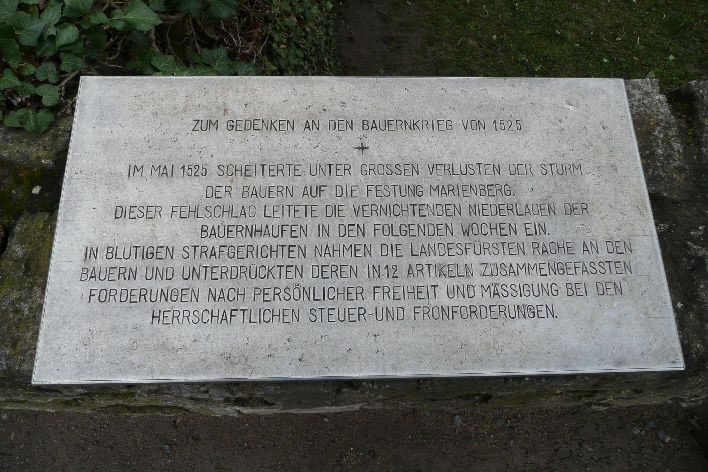 ZUM GEDENKEN AN DEN BAUERNKRIEG VON 1525
IM MAI 1525 SCHEITERTE UNTER GROSSEN VERLUSTEN DER STURM
DER BAUERN AUF DIE FESTUNG MARIENBERG.
DIESER FEHLSCHLAG LEITETE DIE VERNICHTENDEN NIEDERLAGEN DER
BAUERNHAUFEN IN DEN FOLGENDEN WOCHEN EIN.
IN BLUTIGEN STRAFGERICHTEN NAHMEN DIE LANDESFÜRSTEN RACHE AN DEN
BAUERN UND UNTERDRÜCKTEN DEREN IN 12 ARTIKELN ZUSAMMENGEFASSTEN
FORDERUNGEN NACH PERSÖNLICHER FREIHEIT UND MÄSSIGUNG BEI DEN
HERRSCHAFTLICHEN STEUER-UND FRONFORDERUNGEN.